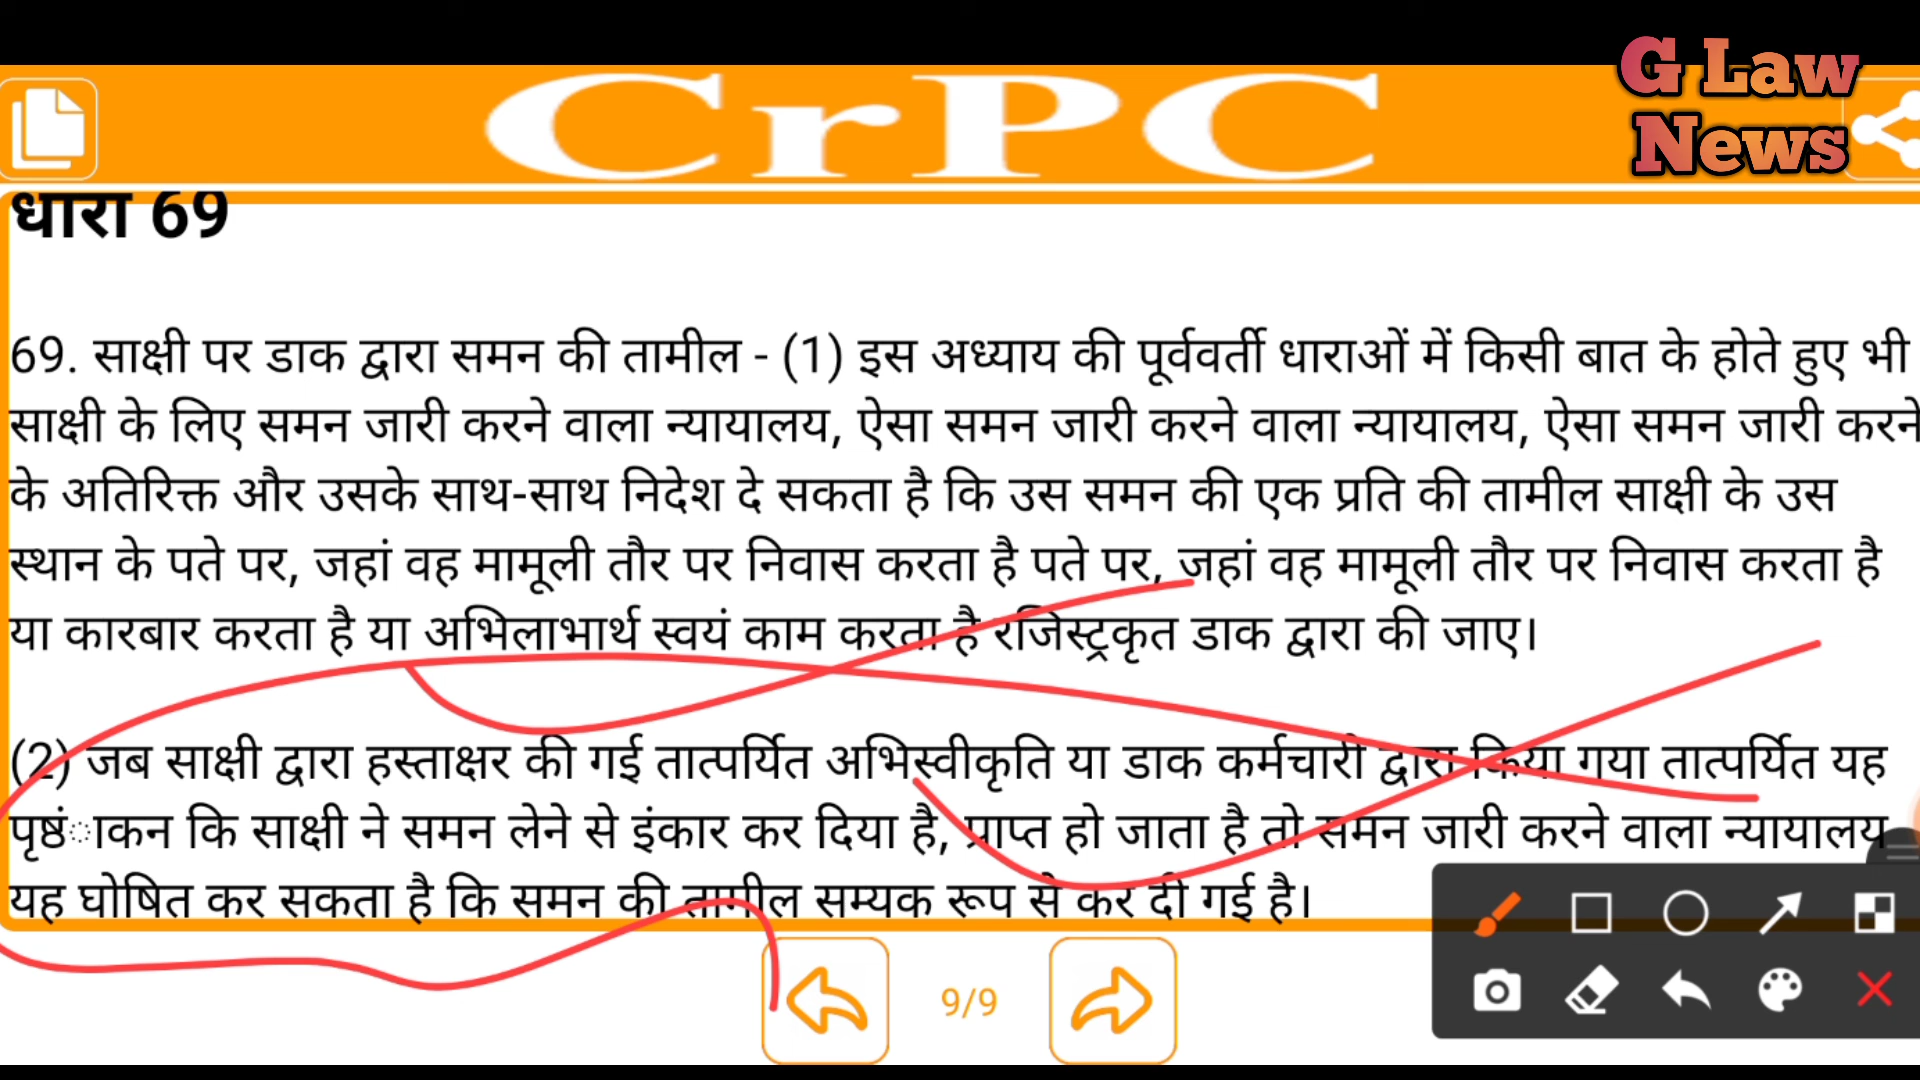 G Law
News
CrPC
धारा 69
69. साक्षी पर डाक द्वारा समन की तामील - (1) इस अध्याय की पूर्ववर्ती धाराओं में किसी बात के होते हुए भी
साक्षी के लिए समन जारी करने वाला न्यायालय, ऐसा समन जारी करने वाला न्यायालय, ऐसा समन जारी करने
के अतिरिक्त और उसके साथ-साथ निदेश दे सकता है कि उस समन की एक प्रति की तामील साक्षी के उस
स्थान के पते पर, जहां वह मामूली तौर पर निवास करता है पते पर, जहां वह मामूली तौर पर निवास करता है
या कारबार करता है या अभिलाभार्थ स्वयं काम करता है रजिस्ट्रकृत डाक द्वारा की जाए।
(2) जब साक्षी द्वारा हस्ताक्षर की गई तात्पर्यित अभिस्वीकृति या डाक कर्मचारी द्वारा किया गया तात्पर्यित यह
पृष्ठंाकन कि साक्षी ने समन लेने से इंकार कर दिया है, प्राप्त हो जाता है तो समन जारी करने वाला न्यायालय
यह घोषित कर सकता है कि समन की तामील सम्यक रूप से कर दी गई है।
9/9